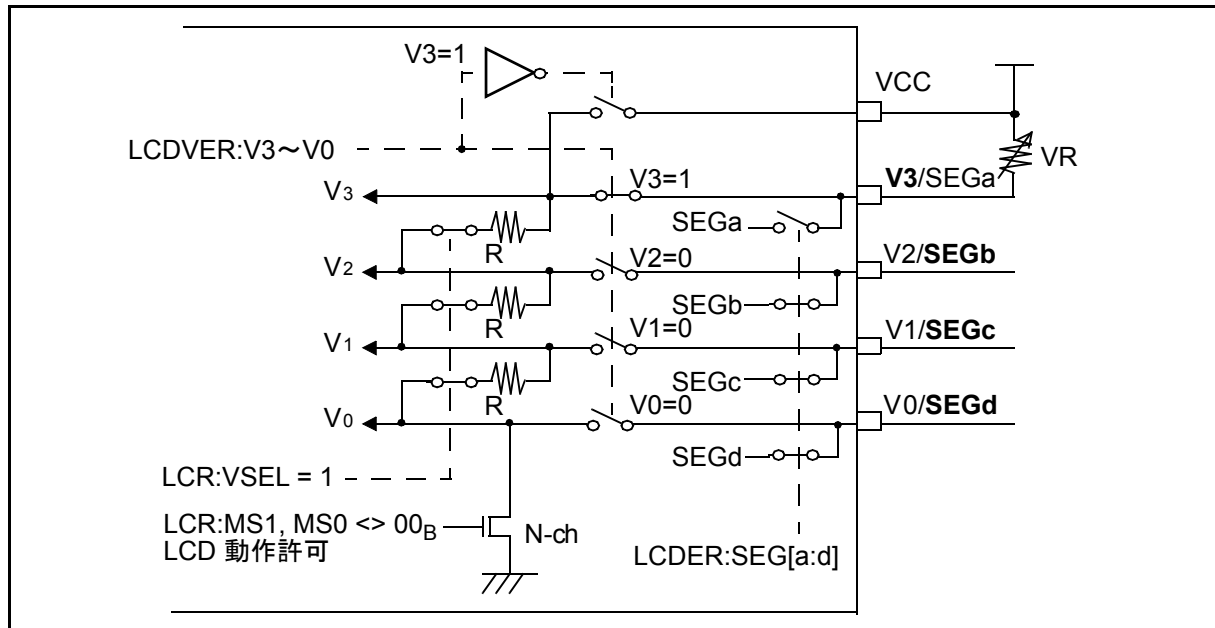 V3=1
VCC
LCDVER:V3～V0
VR
V3
V3=1
V3/SEGa
SEGa
R
V2
V2=0
V2/SEGb
SEGb
R
V1
V1=0
V1/SEGc
SEGc
R
V0
V0=0
V0/SEGd
SEGd
LCR:VSEL = 1
LCR:MS1, MS0 <> 00B
N-ch
LCD 動作許可
LCDER:SEG[a:d]